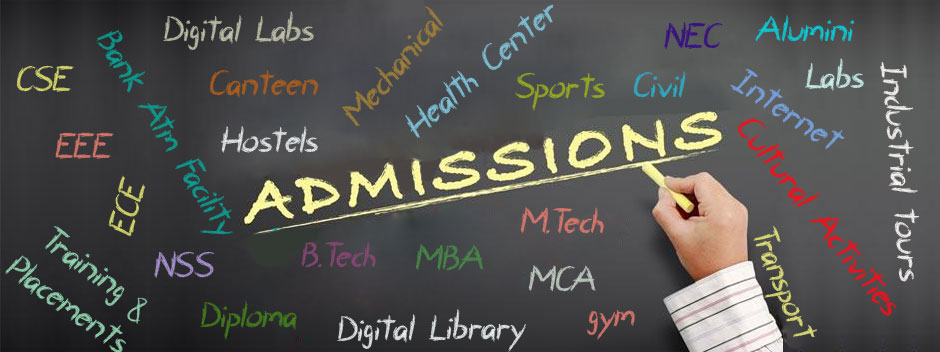 Digital Labs
Mechanical
Health Center
NEC
Alumini
CSE
Bank Atm Facility
Canteen
Sports
Civil
Internet
Labs
Industrial tours
EEE
Hostels
ADMISSIONS
Cultural Activities
ECE
M.Tech
Training &
Placements
NSS
B.Tech
MBA
MCA
Transport
Diploma
Digital Library
gym